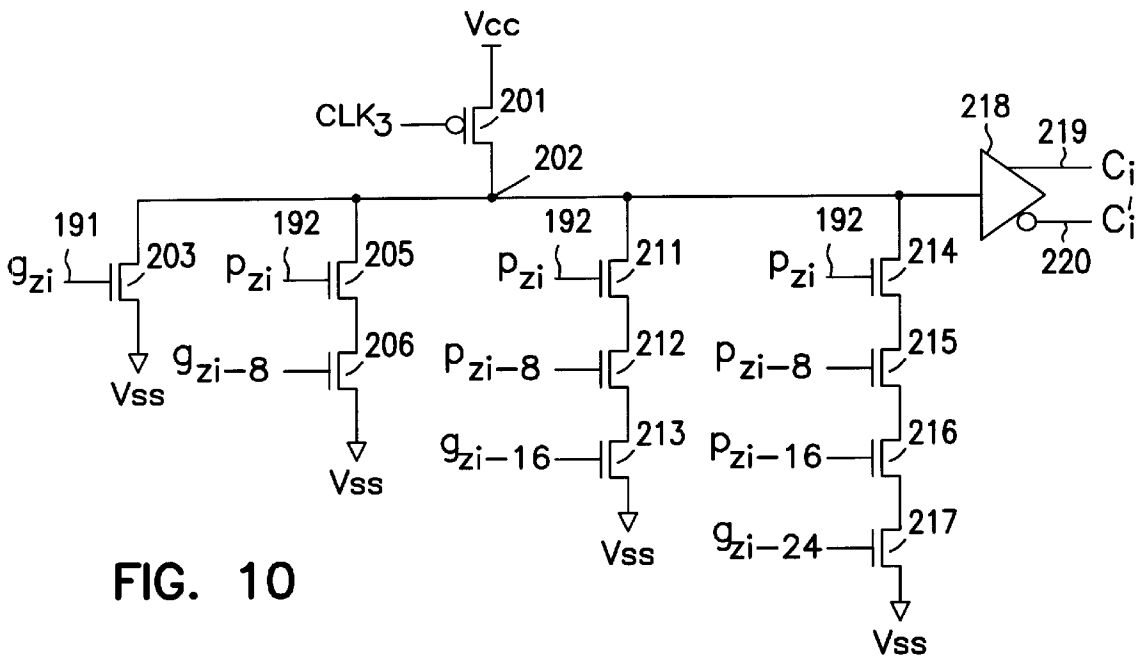 Vcc
CLK3
201
202
218
219
Ci
Ci'
220
191
gzi
203
Vss
192
pzi
205
gzi-8
206
Vss
192
pzi
211
pzi-8
212
gzi-16
213
Vss
192
pzi
214
pzi-8
215
pzi-16
216
gzi-24
217
Vss
FIG. 10